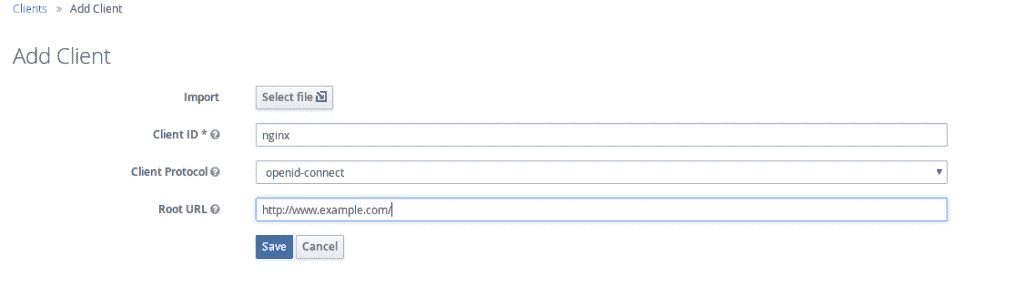 Clients » Add Client
Add Client
Import Select file
Client ID * nginx
Client Protocol openid-connect
Root URL http://www.example.com/
Save Cancel